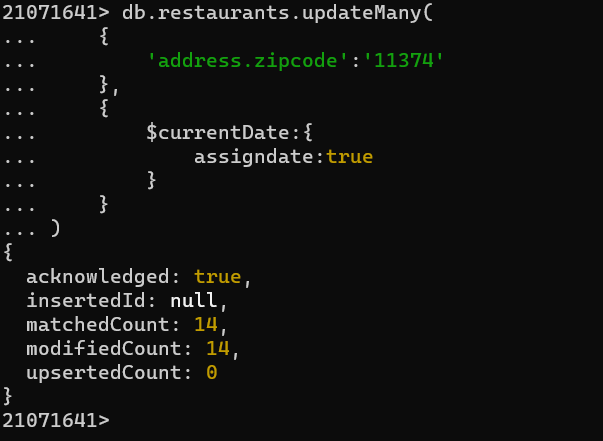 21071641> db.restaurants.updateMany(
...     {
...         'address.zipcode':'11374'
...     },
...     {
...         $currentDate:{
...             assigndate:true
...         }
...     }
... )
{
  acknowledged: true,
  insertedId: null,
  matchedCount: 14,
  modifiedCount: 14,
  upsertedCount: 0
}
21071641>